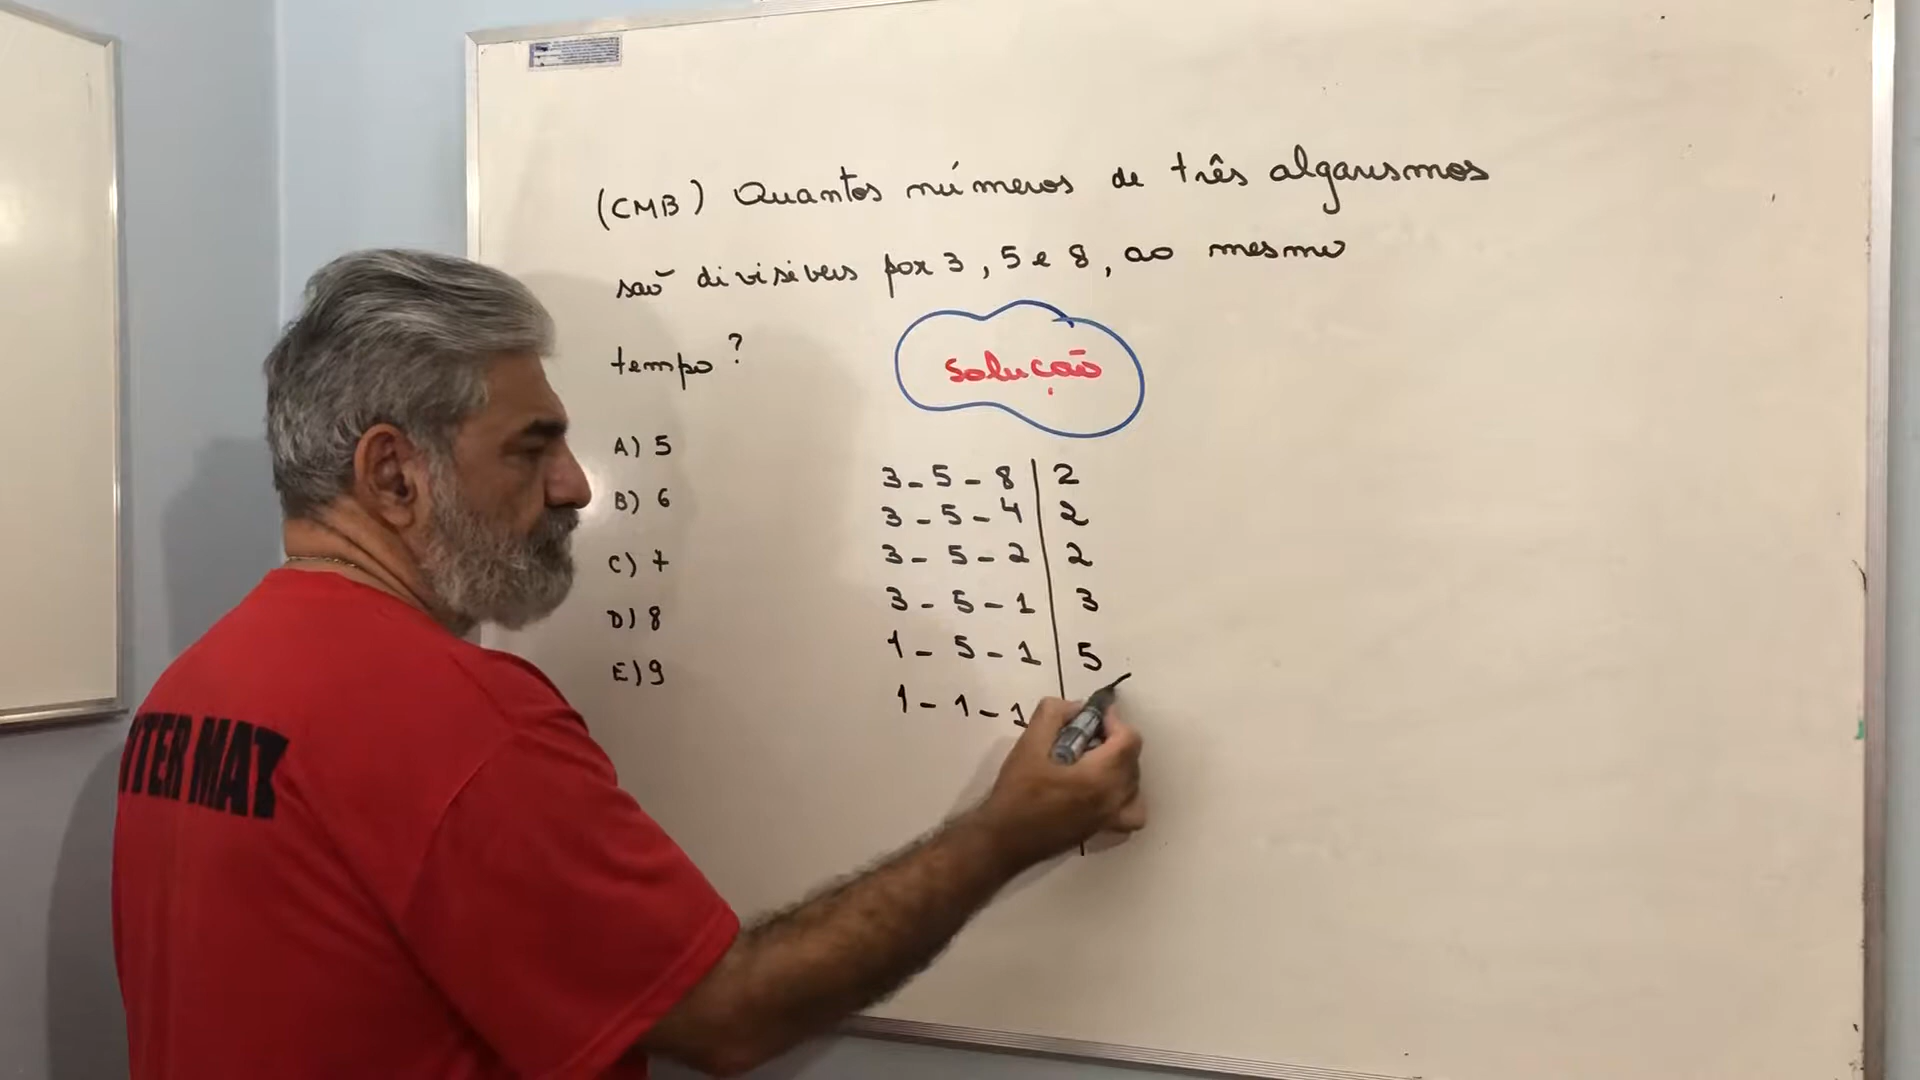 (CMB) Quantos números de três algarismos
são divisíveis por 3, 5 e 8, ao mesmo
tempo?
solução
A) 5
B) 6
C) 7
D) 8
E) 9
3 - 5 - 8 | 2
3 - 5 - 4 | 2
3 - 5 - 2 | 2
3 - 5 - 1 | 3
1 - 5 - 1 | 5
1 - 1 - 1
MAT